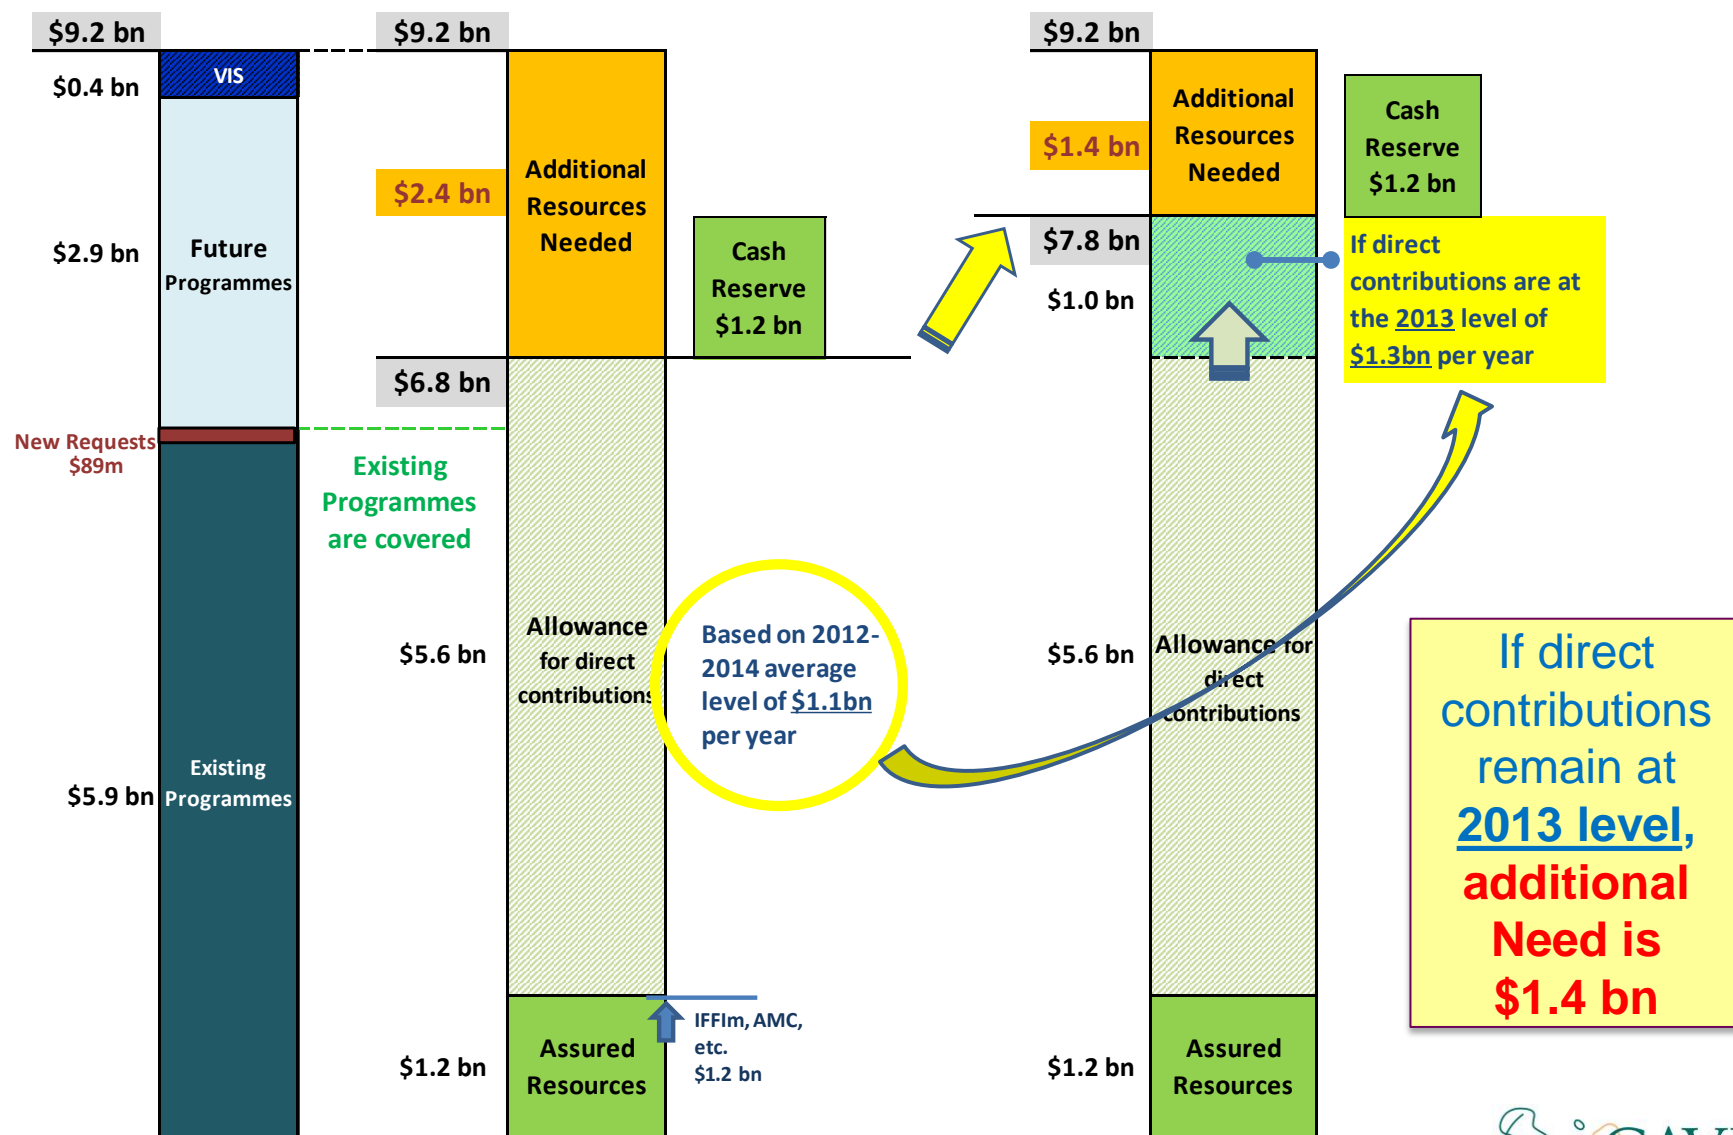 $9.2 bn
$0.4 bn
VIS
$2.9 bn
Future
Programmes
New Requests
$89m
$5.9 bn
Existing
Programmes
Existing
Programmes
are covered
$9.2 bn
$2.4 bn
Additional
Resources
Needed
Cash
Reserve
$1.2 bn
$6.8 bn
$5.6 bn
Allowance
for direct
contributions
Based on 2012-
2014 average
level of $1.1bn
per year
$1.2 bn
Assured
Resources
IFFIm, AMC,
etc.
$1.2 bn
$9.2 bn
$1.4 bn
Additional
Resources
Needed
Cash
Reserve
$1.2 bn
$7.8 bn
$1.0 bn
If direct
contributions are at
the 2013 level of
$1.3bn per year
$5.6 bn
Allowance for
direct
contributions
$1.2 bn
Assured
Resources
If direct
contributions
remain at
2013 level,
additional
Need is
$1.4 bn